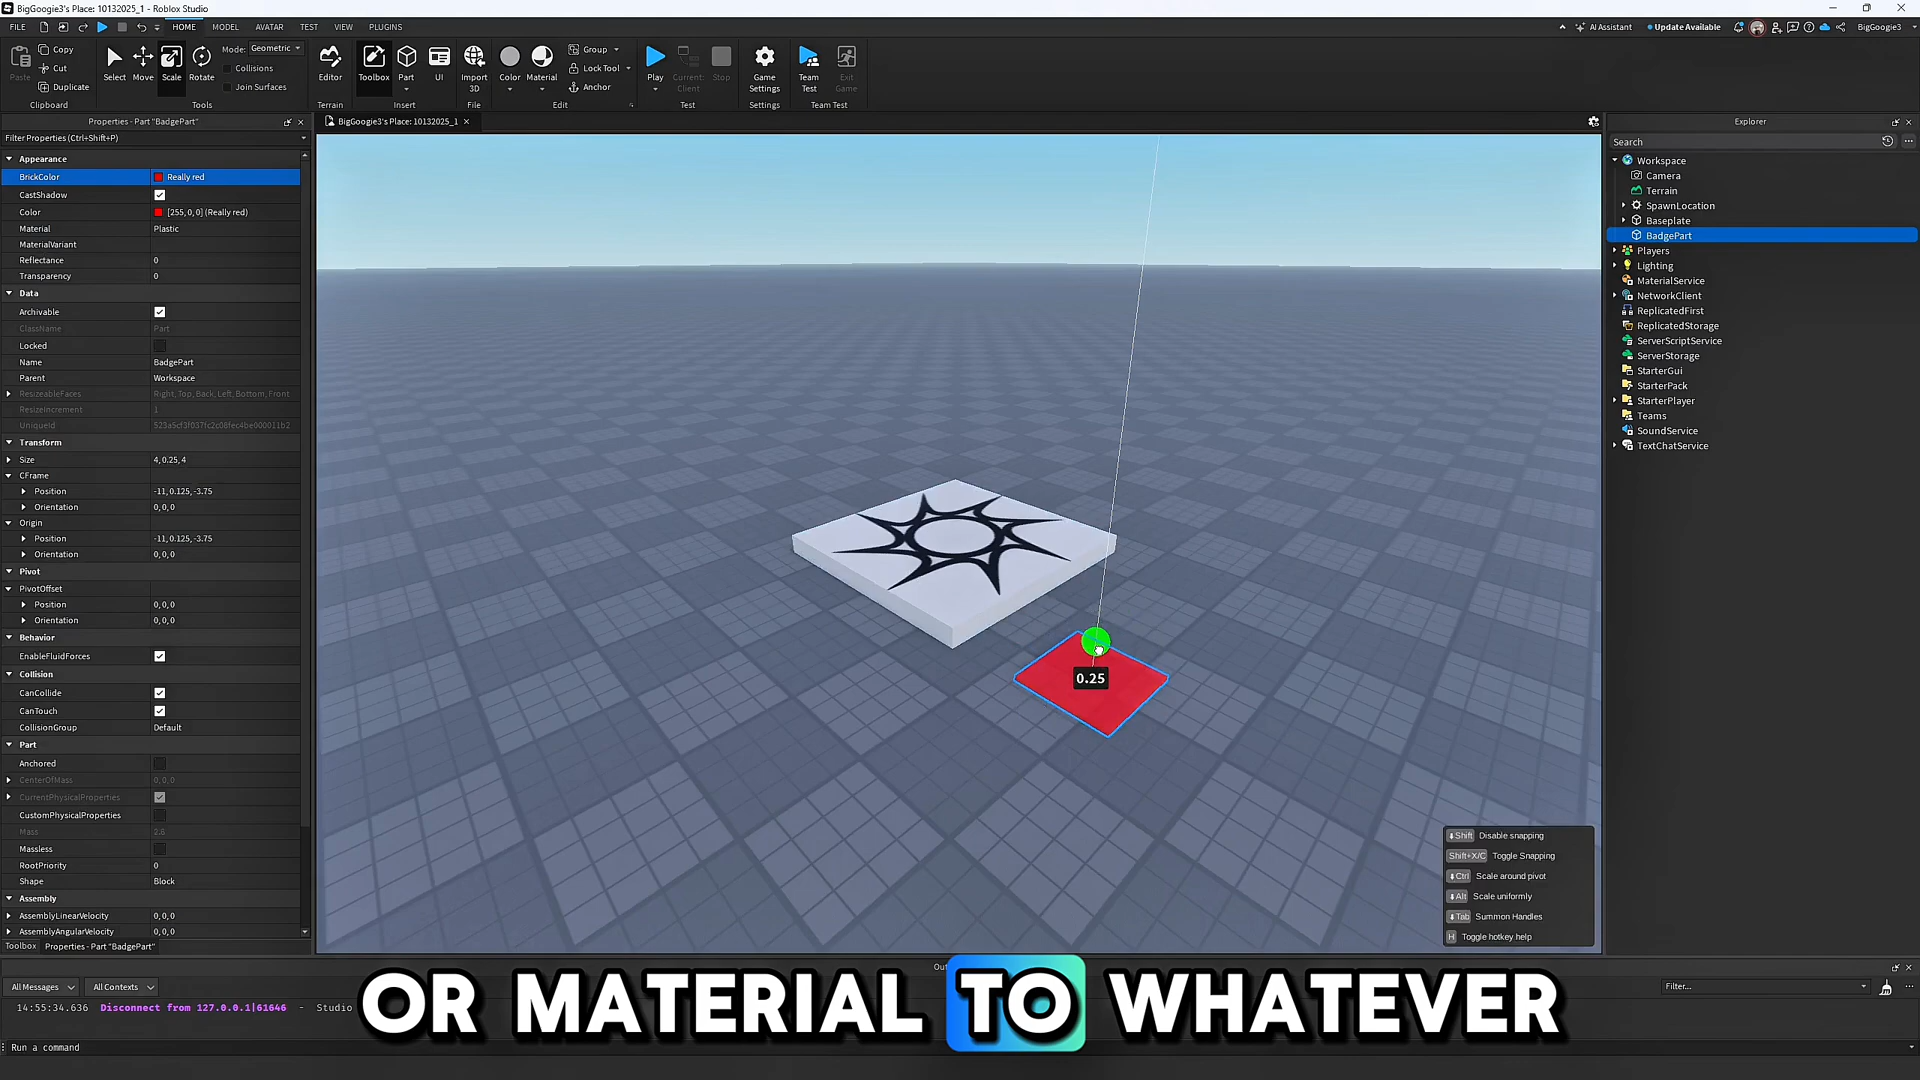 BigGoogie3's Place: 10132025_1 - Roblox Studio
FILE HOME MODEL AVATAR TEST VIEW PLUGINS
AI Assistant Update Available BigGoogie3
Paste Copy Cut Duplicate Clipboard
Select Move Scale Rotate Mode: Geometric Collisions Join Surfaces Tools
Editor Terrain
Toolbox Part UI Insert
Import 3D File
Color Material Group Lock Tool Anchor Edit
Play Current: Client Stop Test
Game Settings Settings
Team Test Exit Game Team Test
Properties - Part "BadgePart"
Filter Properties (Ctrl+Shift+P)
Appearance
BrickColor Really red
CastShadow
Color [255, 0, 0] (Really red)
Material Plastic
MaterialVariant
Reflectance 0
Transparency 0
Data
Archivable
ClassName Part
Locked
Name BadgePart
Parent Workspace
ResizeableFaces Right, Top, Back, Left, Bottom, Front
ResizeIncrement 1
UniqueId
Transform
Size 4, 0.25, 4
CFrame
Position -11, 0.125, -3.75
Orientation 0, 0, 0
Origin
Position -11, 0.125, -3.75
Orientation 0, 0, 0
Pivot
PivotOffset
Position 0, 0, 0
Orientation 0, 0, 0
Behavior
EnableFluidForces
Collision
CanCollide
CanTouch
CollisionGroup Default
Part
Anchored
CenterOfMass 0, 0, 0
CurrentPhysicalProperties
CustomPhysicalProperties
Mass 2.8
Massless
RootPriority 0
Shape Block
Assembly
AssemblyLinearVelocity 0, 0, 0
AssemblyAngularVelocity 0, 0, 0
Toolbox Properties - Part "BadgePart"
BigGoogie3's Place: 10132025_1
0.25
Shift Disable snapping
Shift+X/C Toggle Snapping
Ctrl Scale around pivot
Alt Scale uniformly
Tab Summon Handles
H Toggle hotkey help
Explorer
Search
Workspace
Camera
Terrain
SpawnLocation
Baseplate
BadgePart
Players
Lighting
MaterialService
NetworkClient
ReplicatedFirst
ReplicatedStorage
ServerScriptService
ServerStorage
StarterGui
StarterPack
StarterPlayer
Teams
SoundService
TextChatService
Ou
All Messages All Contexts Filter...
14:55:34.636 Disconnect from 127.0.0.1|61646 - Studio
Run a command
OR MATERIAL TO WHATEVER